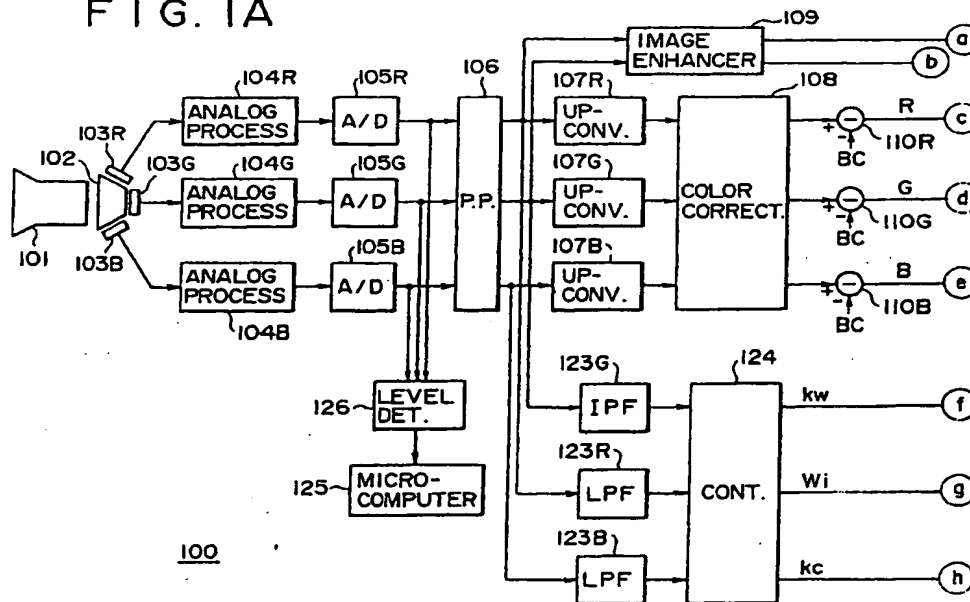 FIG. 1A
109
IMAGE
ENHANCER
a
b
104R
ANALOG
PROCESS
105R
A/D
106
P.P.
107R
UP-
CONV.
108
COLOR
CORRECT.
R
c
+
-
BC
110R
103R
102
103G
104G
ANALOG
PROCESS
105G
A/D
107G
UP-
CONV.
G
d
+
-
BC
110G
101
103B
ANALOG
PROCESS
104B
105B
A/D
107B
UP-
CONV.
B
e
+
-
BC
110B
126
LEVEL
DET.
125
MICRO-
COMPUTER
123G
IPF
124
CONT.
kw
f
123R
LPF
Wi
g
123B
LPF
kc
h
100